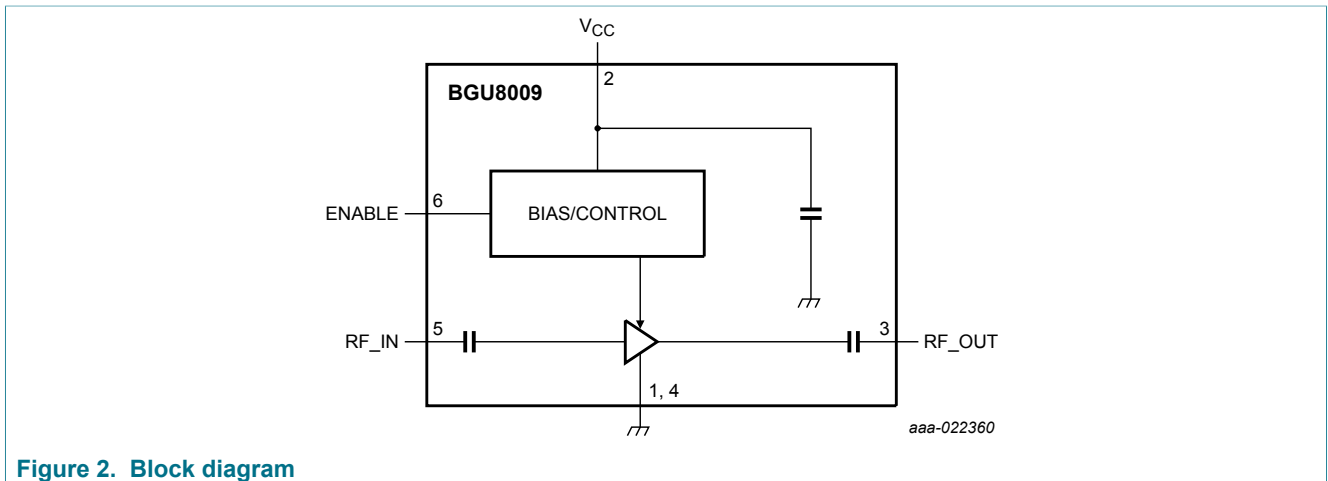 V_CC
2
BGU8009
6
ENABLE
BIAS/CONTROL
5
RF_IN
3
RF_OUT
1, 4
aaa-022360
Figure 2. Block diagram